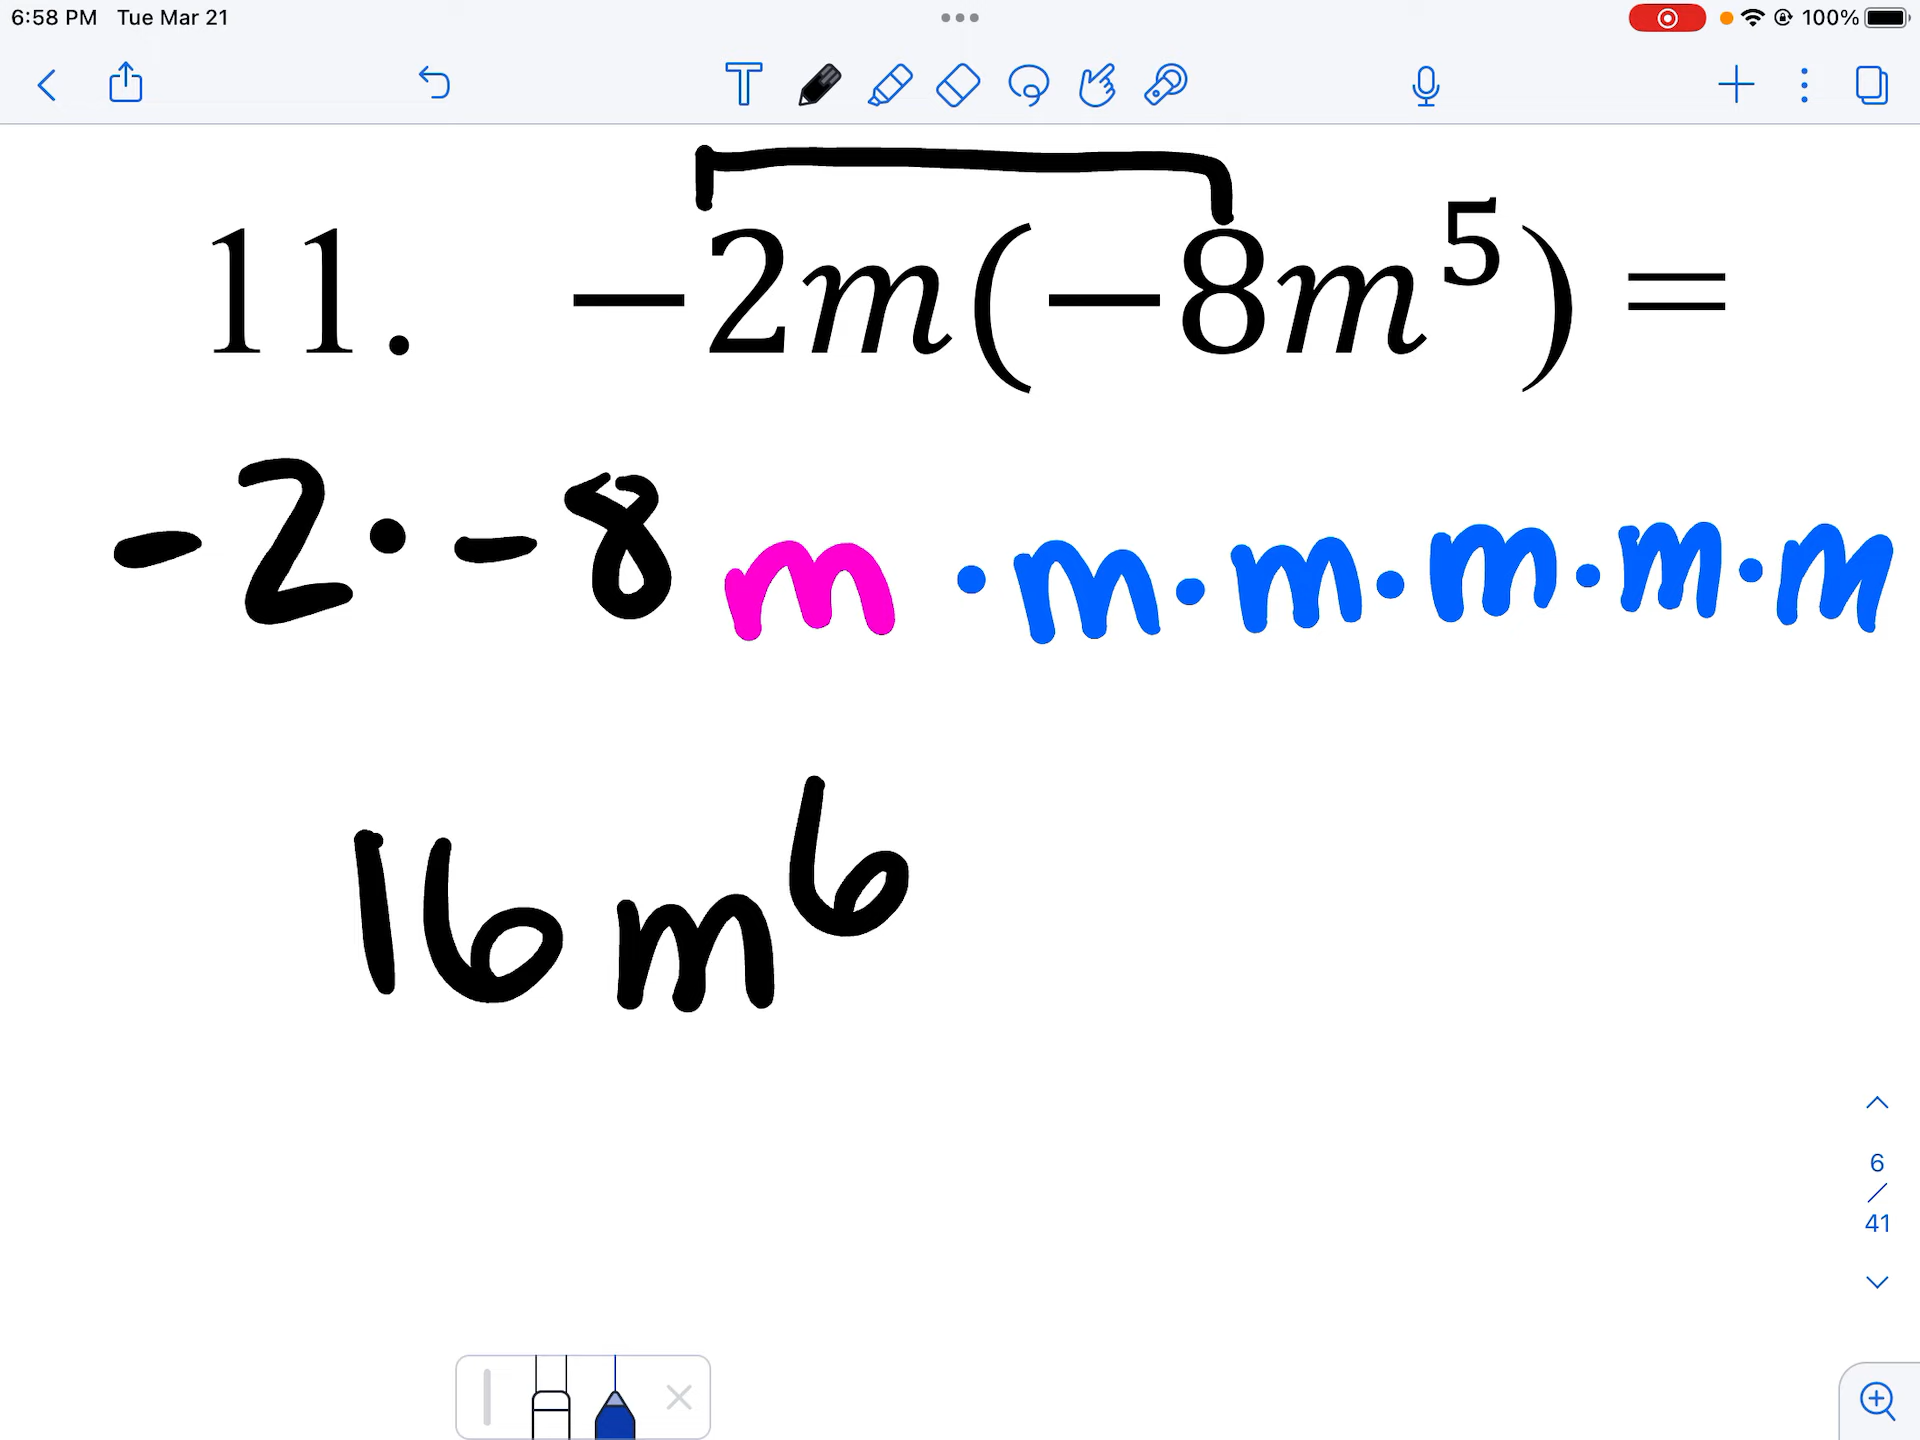 6:58 PM Tue Mar 21 100%
T
11. −2m(−8m⁵) =
-2·-8 m·m·m·m·m·m
16m⁶
6
/
41